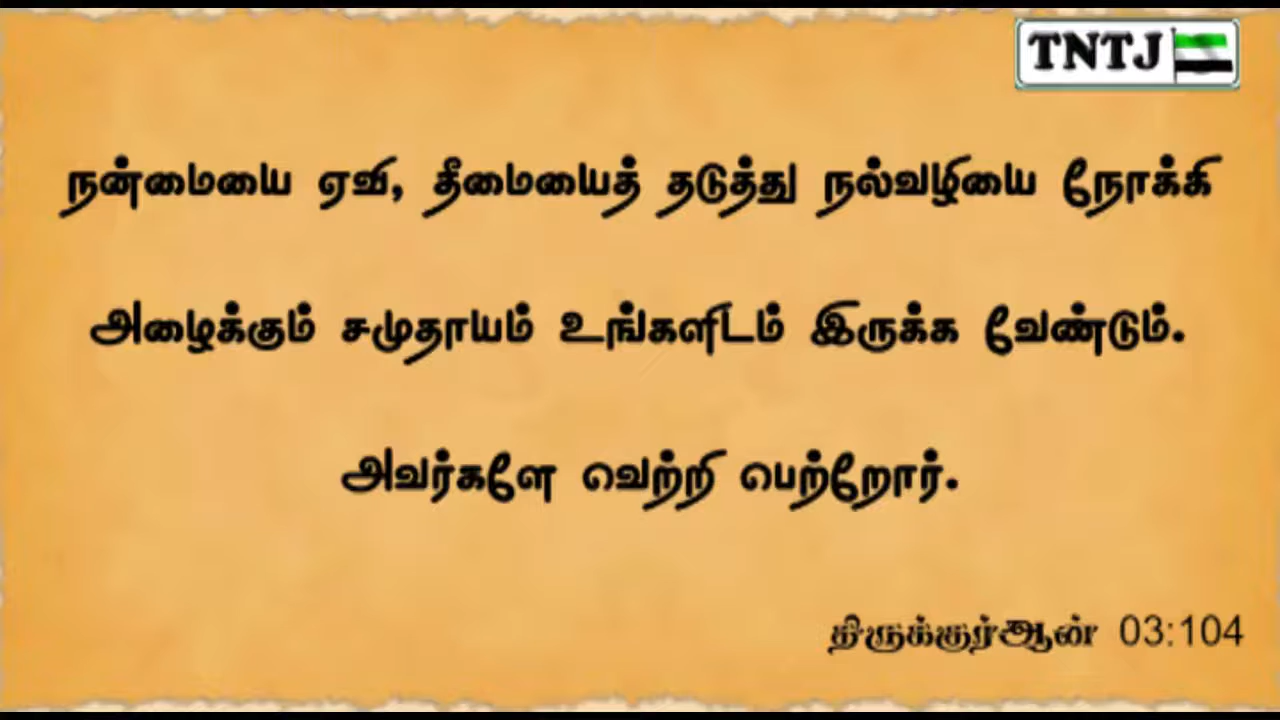 TNTJ
நன்மையை ஏவி, தீமையைத் தடுத்து நல்வழியை நோக்கி
அழைக்கும் சமுதாயம் உங்களிடம் இருக்க வேண்டும்.
அவர்களே வெற்றி பெற்றோர்.
திருக்குர்ஆன் 03:104